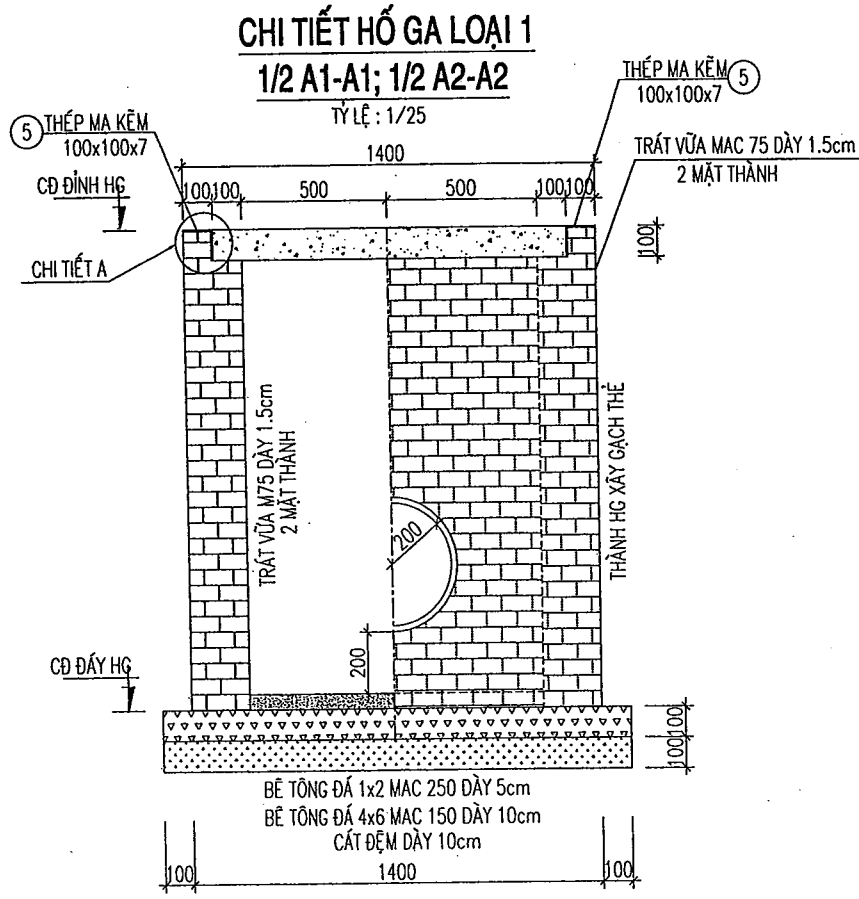 CHI TIẾT HỐ GA LOẠI 1
1/2 A1-A1; 1/2 A2-A2
TỶ LỆ : 1/25
5 THÉP MẠ KẼM
100x100x7
THÉP MẠ KẼM 5
100x100x7
TRÁT VỮA MAC 75 DÀY 1.5cm
2 MẶT THÀNH
1400
CĐ ĐỈNH HG
100 100 500 500 100 100
100
CHI TIẾT A
TRÁT VỮA M75 DÀY 1.5cm
2 MẶT THÀNH
200
THÀNH HG XÂY GẠCH THẺ
200
CĐ ĐÁY HG
100 100
BÊ TÔNG ĐÁ 1x2 MAC 250 DÀY 5cm
BÊ TÔNG ĐÁ 4x6 MAC 150 DÀY 10cm
CÁT ĐỆM DÀY 10cm
100 1400 100